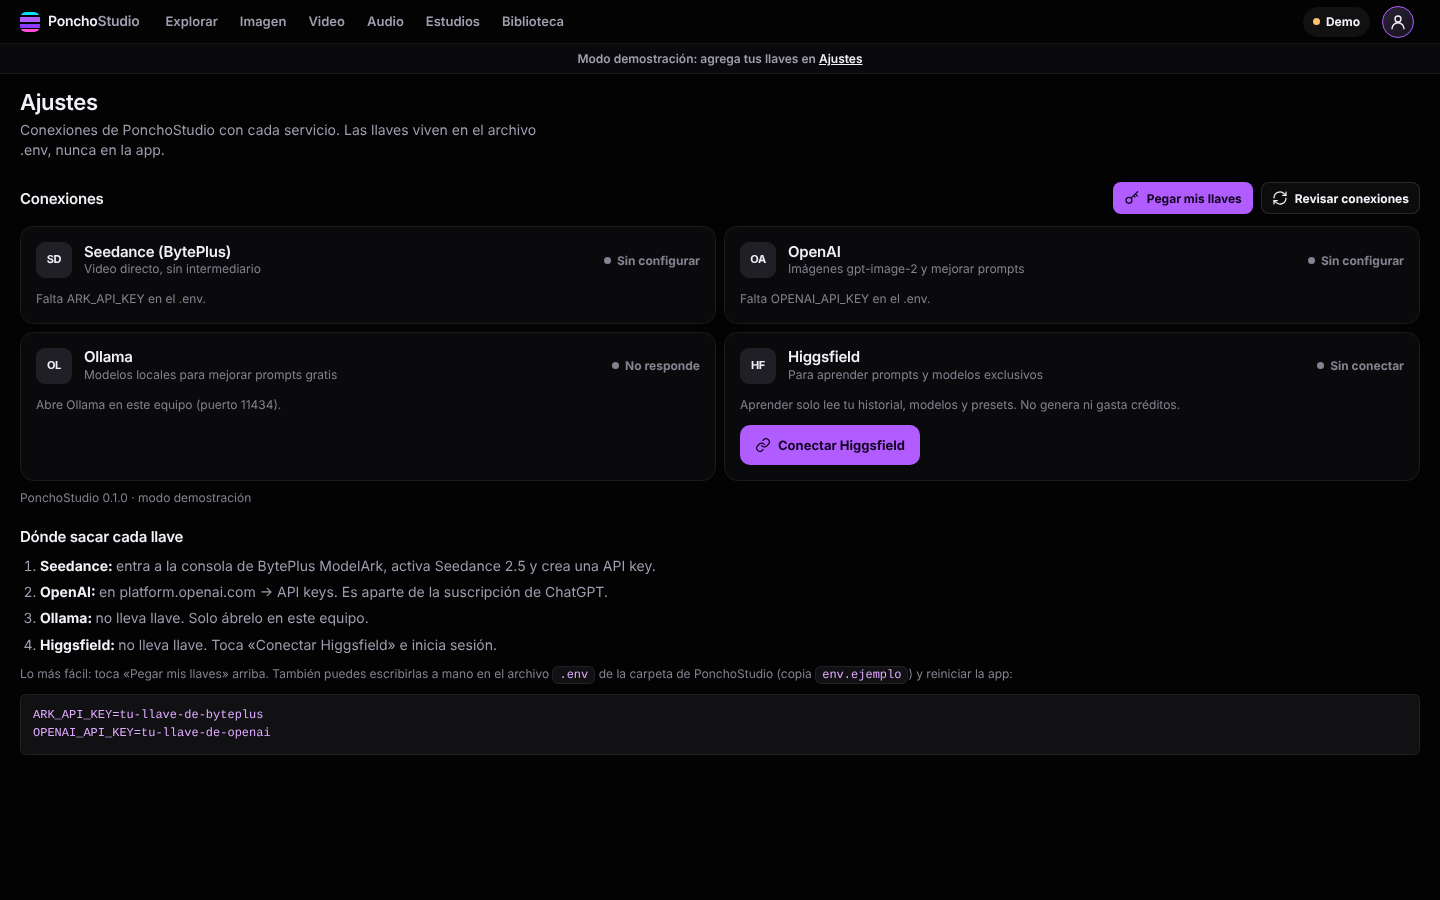 PonchoStudio Explorar Imagen Video Audio Estudios Biblioteca Demo
Modo demostración: agrega tus llaves en Ajustes
Ajustes
Conexiones de PonchoStudio con cada servicio. Las llaves viven en el archivo
.env, nunca en la app.
Conexiones
Pegar mis llaves
Revisar conexiones
SD
Seedance (BytePlus)
Video directo, sin intermediario
Sin configurar
Falta ARK_API_KEY en el .env.
OA
OpenAI
Imágenes gpt-image-2 y mejorar prompts
Sin configurar
Falta OPENAI_API_KEY en el .env.
OL
Ollama
Modelos locales para mejorar prompts gratis
No responde
Abre Ollama en este equipo (puerto 11434).
HF
Higgsfield
Para aprender prompts y modelos exclusivos
Sin conectar
Aprender solo lee tu historial, modelos y presets. No genera ni gasta créditos.
Conectar Higgsfield
PonchoStudio 0.1.0 · modo demostración
Dónde sacar cada llave
1. Seedance: entra a la consola de BytePlus ModelArk, activa Seedance 2.5 y crea una API key.
2. OpenAI: en platform.openai.com → API keys. Es aparte de la suscripción de ChatGPT.
3. Ollama: no lleva llave. Solo ábrelo en este equipo.
4. Higgsfield: no lleva llave. Toca «Conectar Higgsfield» e inicia sesión.
Lo más fácil: toca «Pegar mis llaves» arriba. También puedes escribirlas a mano en el archivo .env de la carpeta de PonchoStudio (copia env.ejemplo) y reiniciar la app:
ARK_API_KEY=tu-llave-de-byteplus
OPENAI_API_KEY=tu-llave-de-openai